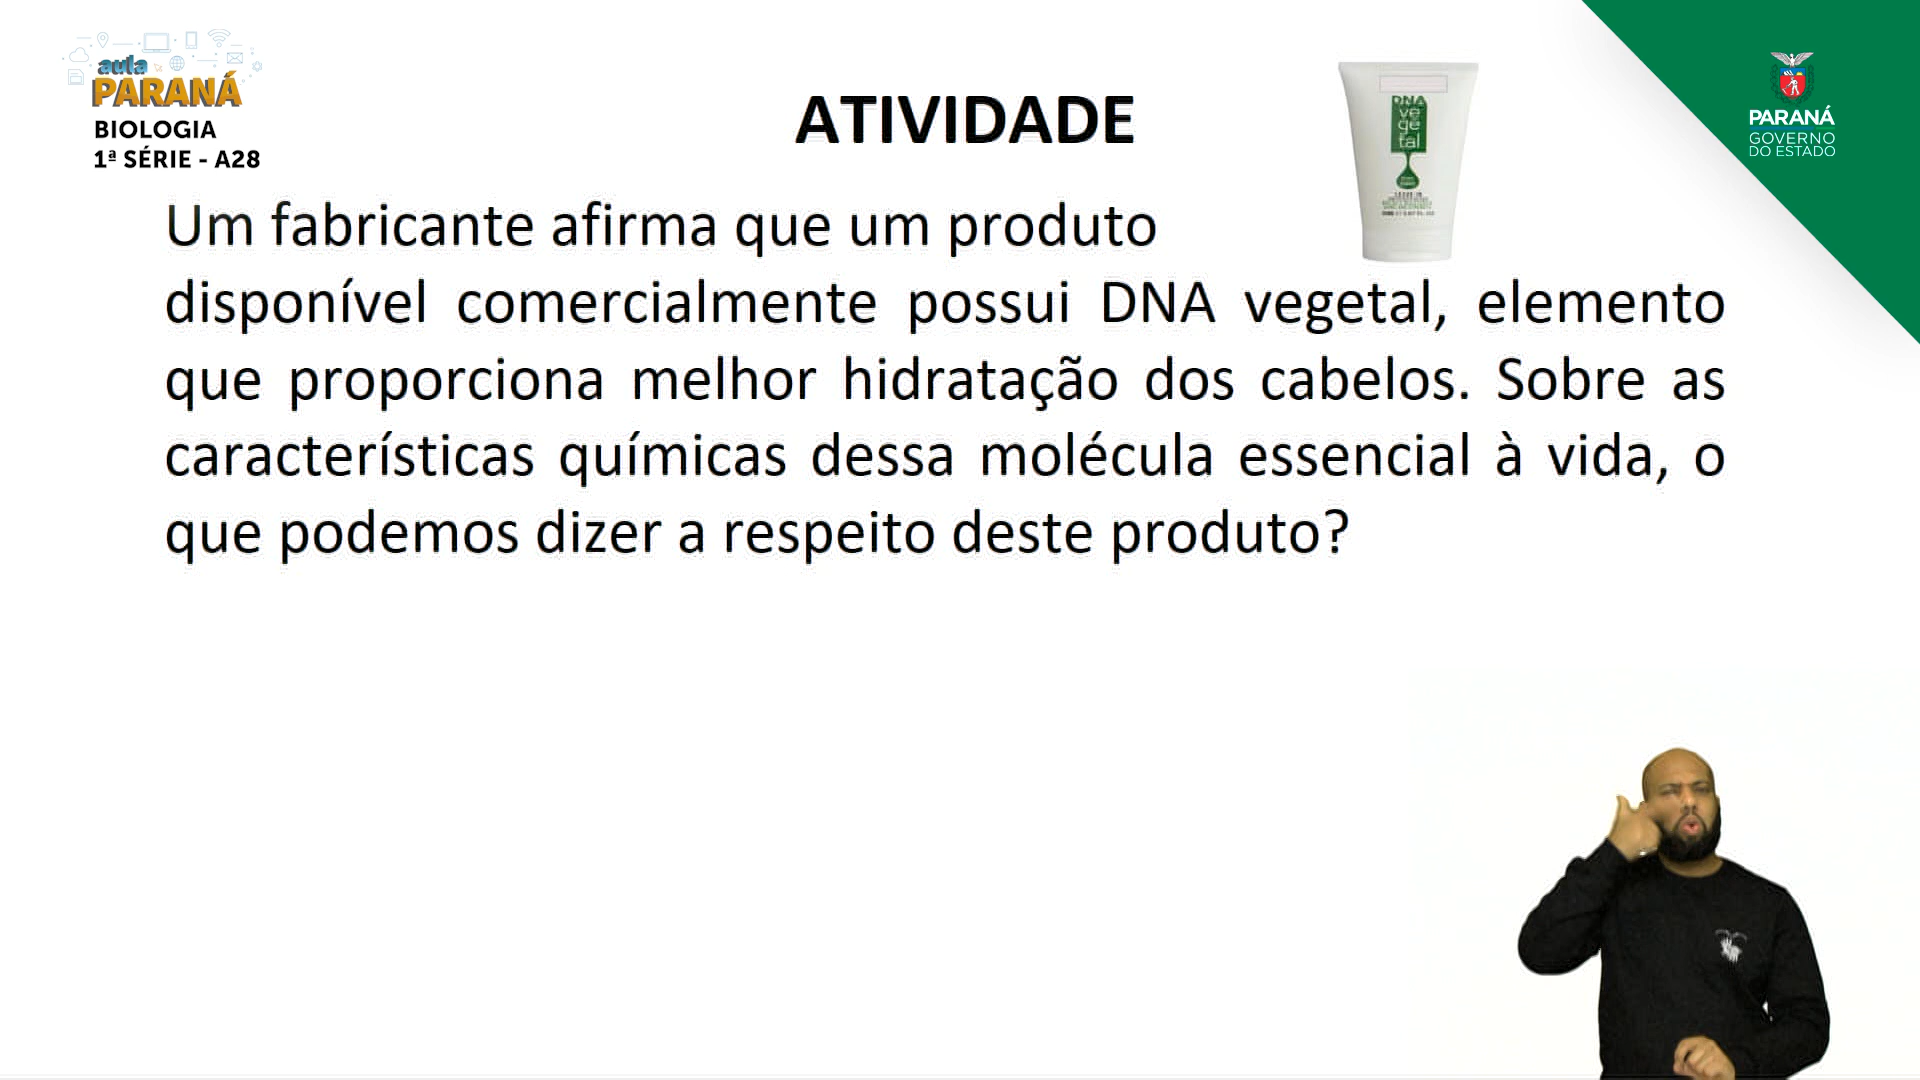 aula
PARANÁ
BIOLOGIA
1ª SÉRIE - A28
ATIVIDADE
DNA
ve
ge
tal
PARANÁ
GOVERNO
DO ESTADO
Um fabricante afirma que um produto
disponível comercialmente possui DNA vegetal, elemento
que proporciona melhor hidratação dos cabelos. Sobre as
características químicas dessa molécula essencial à vida, o
que podemos dizer a respeito deste produto?